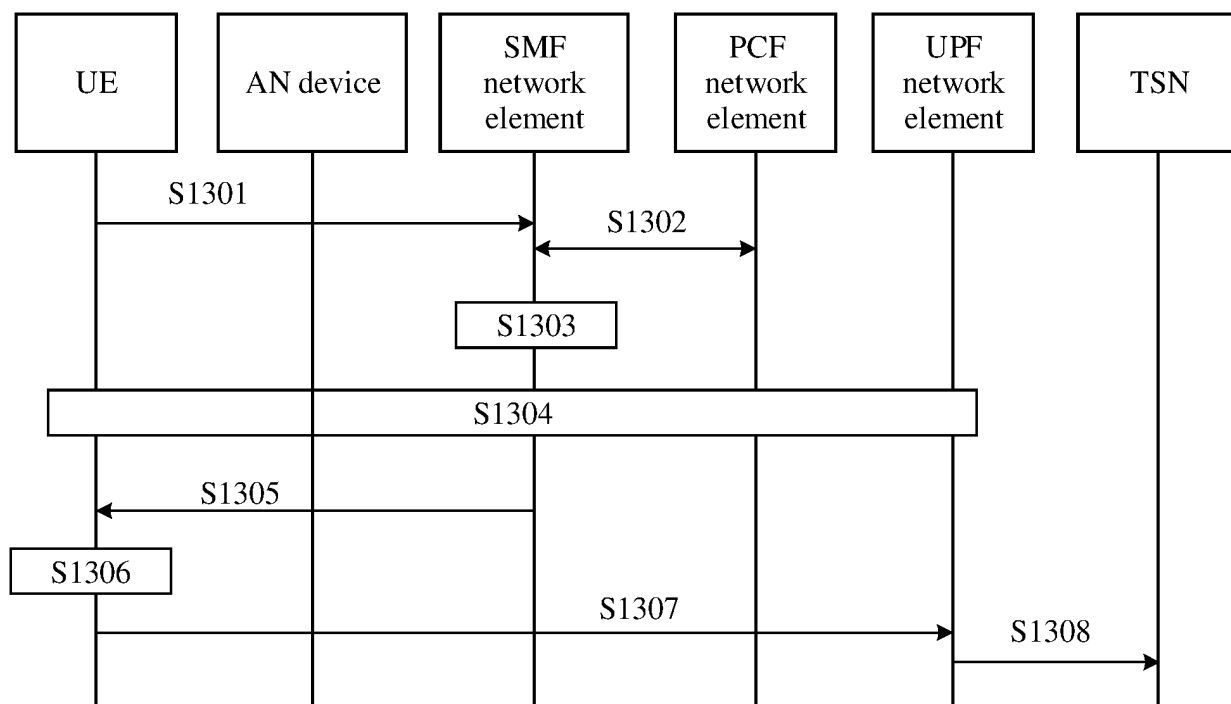 UE
AN device
SMF
network
element
PCF
network
element
UPF
network
element
TSN
S1301
S1302
S1303
S1304
S1305
S1306
S1307
S1308